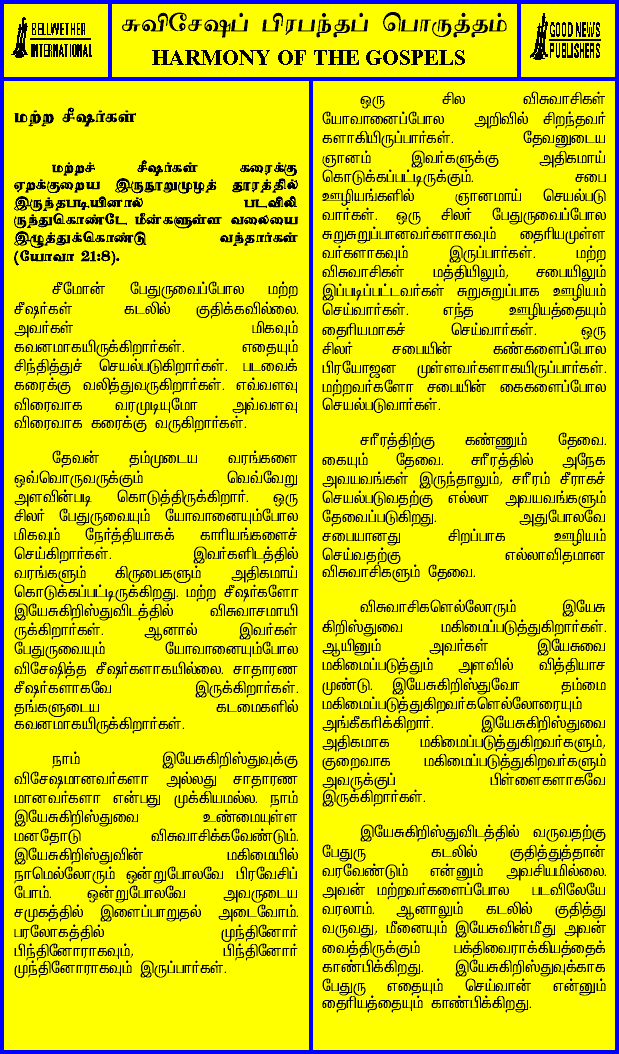 BELLWETHER
INTERNATIONAL
சுவிசேஷப் பிரபந்தப் பொருத்தம்
HARMONY OF THE GOSPELS
GOOD NEWS
PUBLISHERS
மற்ற சீஷர்கள்
மற்றச் சீஷர்கள் கரைக்கு
ஏறக்குறைய இருநூறுமுழத் தூரத்தில்
இருந்தபடியினால் படவிலி
ருந்துகொண்டே, மீன்களுள்ள வலையை
இழுத்துக்கொண்டு வந்தார்கள்
(யோவா 21:8).
சீமோன் பேதுருவைப்போல மற்ற
சீஷர்கள் கடலில் குதிக்கவில்லை.
அவர்கள் மிகவும்
கவனமாகயிருக்கிறார்கள். எதையும்
சிந்தித்துச் செயல்படுகிறார்கள். படவைக்
கரைக்கு வலித்துவருகிறார்கள். எவ்வளவு
விரைவாக வரமுடியுமோ அவ்வளவு
விரைவாக கரைக்கு வருகிறார்கள்.
தேவன் தம்முடைய வரங்களை
ஒவ்வொருவருக்கும் வெவ்வேறு
அளவின்படி கொடுத்திருக்கிறார். ஒரு
சிலர் பேதுருவையும் யோவானையும்போல
மிகவும் நேர்த்தியாகக் காரியங்களைச்
செய்கிறார்கள். இவர்களிடத்தில்
வரங்களும் கிருபைகளும் அதிகமாய்
கொடுக்கப்பட்டிருக்கிறது. மற்ற சீஷர்களோ
இயேசுகிறிஸ்துவிடத்தில் விசுவாசமாயி
ருக்கிறார்கள். ஆனால் இவர்கள்
பேதுருவையும் யோவானையும்போல
விசேஷித்த சீஷர்களாகயில்லை. சாதாரண
சீஷர்களாகவே இருக்கிறார்கள்.
தங்களுடைய கடமைகளில்
கவனமாகயிருக்கிறார்கள்.
நாம் இயேசுகிறிஸ்துவுக்கு
விசேஷமானவர்களா அல்லது சாதாரண
மானவர்களா என்பது முக்கியமல்ல. நாம்
இயேசுகிறிஸ்துவை உண்மையுள்ள
மனதோடு விசுவாசிக்கவேண்டும்.
இயேசுகிறிஸ்துவின் மகிமையில்
நாமெல்லோரும் ஒன்றுபோலவே பிரவேசிப்
போம். ஒன்றுபோலவே அவருடைய
சமுகத்தில் இளைப்பாறுதல் அடைவோம்.
பரலோகத்தில் முந்தினோர்
பிந்தினோராகவும், பிந்தினோர்
முந்தினோராகவும் இருப்பார்கள்.
ஒரு சில விசுவாசிகள்
யோவானைப்போல அறிவில் சிறந்தவர்
களாகியிருப்பார்கள். தேவனுடைய
ஞானம் இவர்களுக்கு அதிகமாய்
கொடுக்கப்பட்டிருக்கும். சபை
ஊழியங்களில் ஞானமாய் செயல்படு
வார்கள். ஒரு சிலர் பேதுருவைப்போல
சுறுசுறுப்பானவர்களாகவும் தைரியமுள்ள
வர்களாகவும் இருப்பார்கள். மற்ற
விசுவாசிகள் மத்தியிலும், சபையிலும்
இப்படிப்பட்டவர்கள் சுறுசுறுப்பாக ஊழியம்
செய்வார்கள். எந்த ஊழியத்தையும்
தைரியமாகச் செய்வார்கள். ஒரு
சிலர் சபையின் கண்களைப்போல
பிரயோஜன முள்ளவர்களாகயிருப்பார்கள்.
மற்றவர்களோ சபையின் கைகளைப்போல
செயல்படுவார்கள்.
சரீரத்திற்கு கண்ணும் தேவை.
கையும் தேவை. சரீரத்தில் அநேக
அவயவங்கள் இருந்தாலும், சரீரம் சீராகச்
செயல்படுவதற்கு எல்லா அவயவங்களும்
தேவைப்படுகிறது. அதுபோலவே
சபையானது சிறப்பாக ஊழியம்
செய்வதற்கு எல்லாவிதமான
விசுவாசிகளும் தேவை.
விசுவாசிகளெல்லோரும் இயேசு
கிறிஸ்துவை மகிமைப்படுத்துகிறார்கள்.
ஆயினும் அவர்கள் இயேசுவை
மகிமைப்படுத்தும் அளவில் வித்தியாச
முண்டு. இயேசுகிறிஸ்துவோ தம்மை
மகிமைப்படுத்துகிறவர்களெல்லோரையும்
அங்கீகரிக்கிறார். இயேசுகிறிஸ்துவை
அதிகமாக மகிமைப்படுத்துகிறவர்களும்,
குறைவாக மகிமைப்படுத்துகிறவர்களும்
அவருக்குப் பிள்ளைகளாகவே
இருக்கிறார்கள்.
இயேசுகிறிஸ்துவிடத்தில் வருவதற்கு
பேதுரு கடலில் குதித்துத்தான்
வரவேண்டும் என்னும் அவசியமில்லை.
அவன் மற்றவர்களைப்போல படவிலேயே
வரலாம். ஆனாலும் கடலில் குதித்து
வருவது, மீனையும் இயேசுவின்மீது அவன்
வைத்திருக்கும் பக்திவைராக்கியத்தைக்
காண்பிக்கிறது. இயேசுகிறிஸ்துவுக்காக
பேதுரு எதையும் செய்வான் என்னும்
தைரியத்தையும் காண்பிக்கிறது.